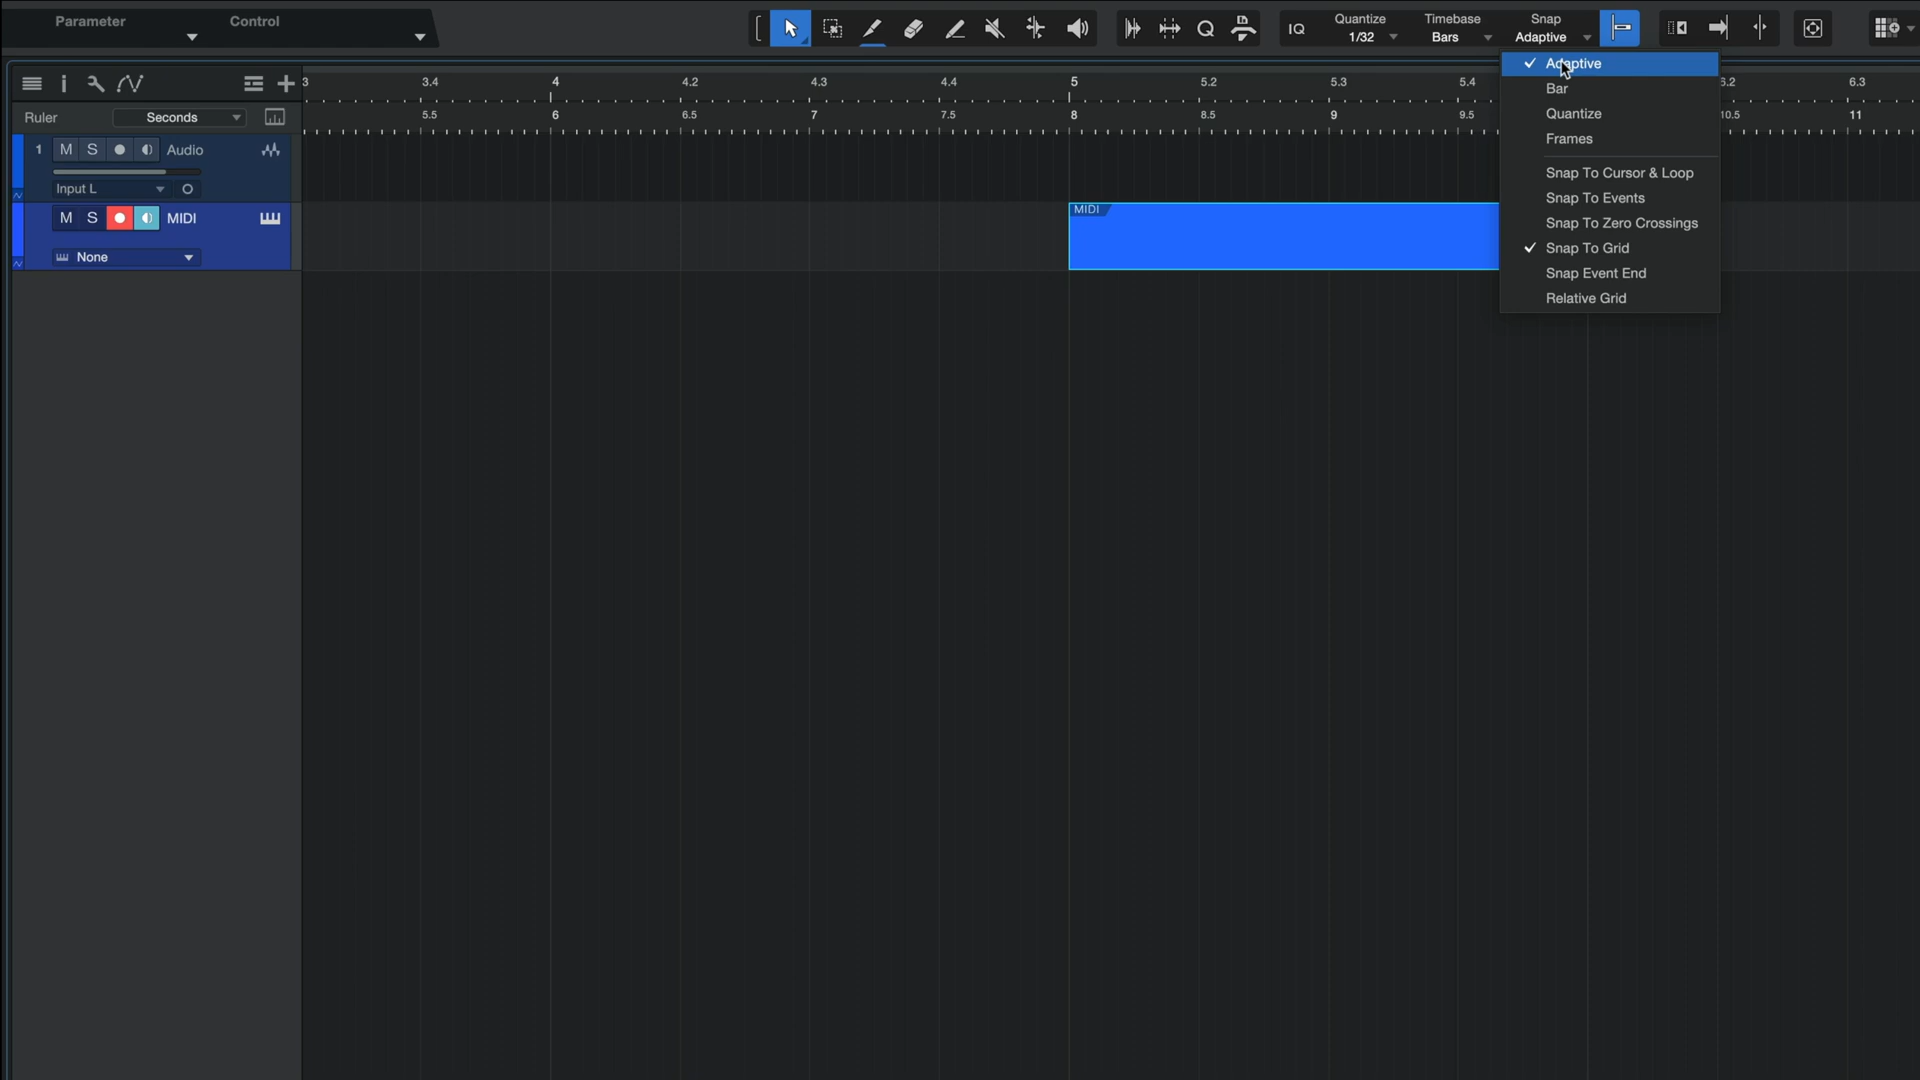 Parameter Control
IQ Quantize 1/32 Timebase Bars Snap Adaptive
3 3.4 4 4.2 4.3 4.4 5 5.2 5.3 5.4 6.3
Ruler Seconds 5.5 6 6.5 7 7.5 8 8.5 9 9.5 10.5 11
1 M S Audio
Input L
M S MIDI
None
MIDI
Adaptive
Bar
Quantize
Frames
Snap To Cursor & Loop
Snap To Events
Snap To Zero Crossings
Snap To Grid
Snap Event End
Relative Grid